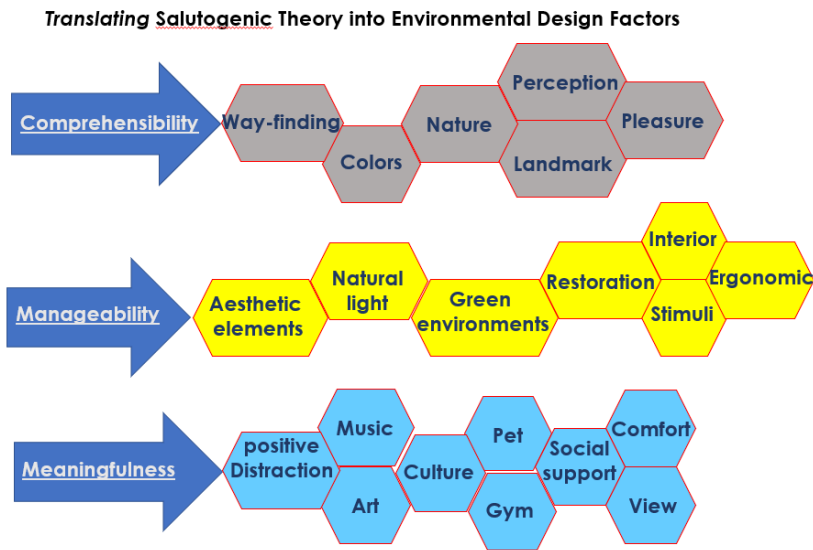 Translating Salutogenic Theory into Environmental Design Factors
Comprehensibility
Way-finding
Colors
Nature
Perception
Landmark
Pleasure
Manageability
Aesthetic
elements
Natural
light
Green
environments
Restoration
Interior
Stimuli
Ergonomic
Meaningfulness
positive
Distraction
Music
Art
Culture
Pet
Gym
Social
support
Comfort
View